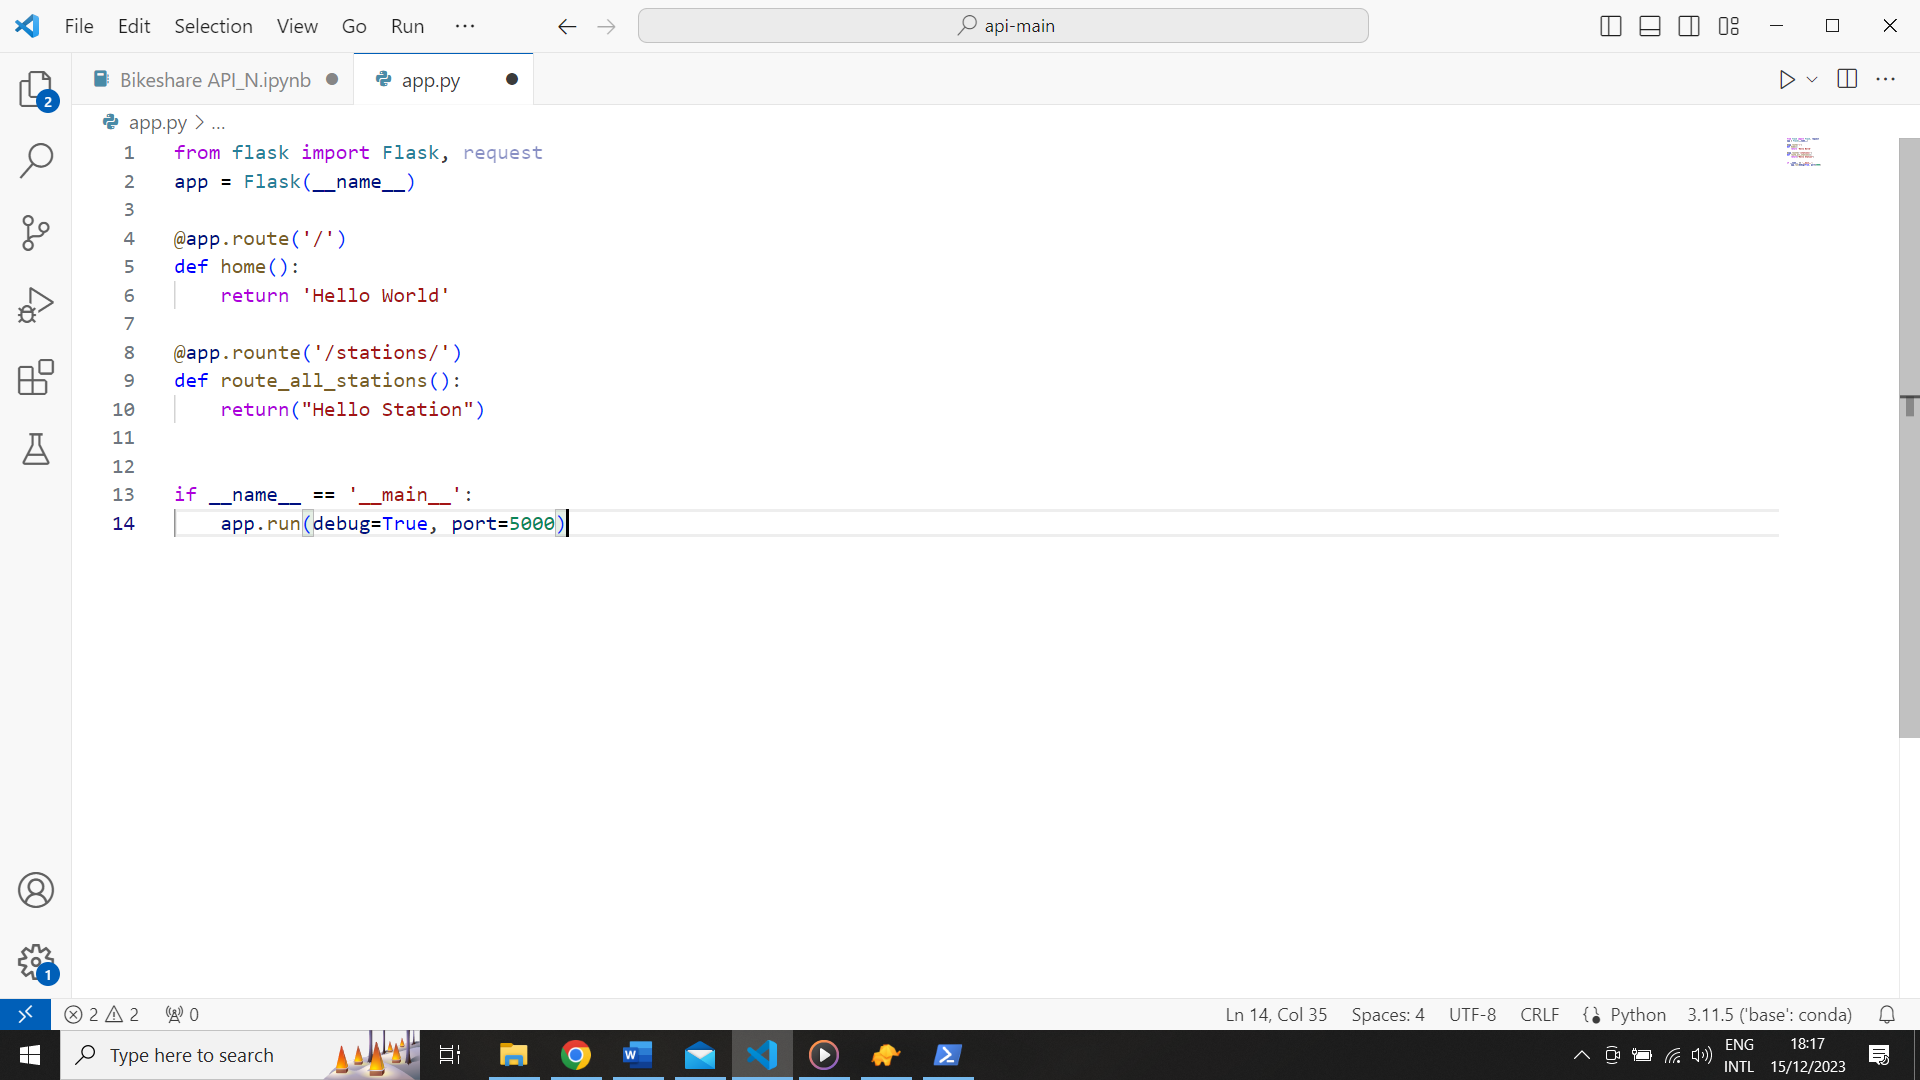 File Edit Selection View Go Run ···
api-main
Bikeshare API_N.ipynb ● app.py ●
2
app.py > ...
1 from flask import Flask, request
2 app = Flask(__name__)
3
4 @app.route('/')
5 def home():
6     return 'Hello World'
7
8 @app.rounte('/stations/')
9 def route_all_stations():
10     return("Hello Station")
11
12
13 if __name__ == '__main__':
14     app.run(debug=True, port=5000)
1
2 2 0
Ln 14, Col 35 Spaces: 4 UTF-8 CRLF Python 3.11.5 ('base': conda)
Type here to search
ENG
INTL
18:17
15/12/2023